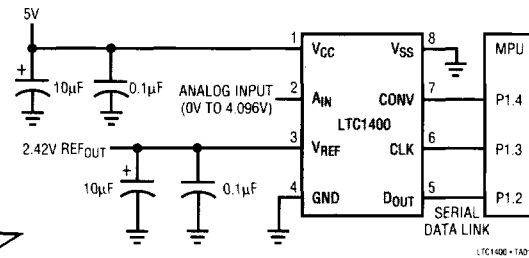 5V
1
VCC
VSS
8
MPU
+
10µF
0.1µF
ANALOG INPUT
(0V TO 4.096V)
2
AIN
CONV
7
P1.4
LTC1400
2.42V REFOUT
3
VREF
CLK
6
P1.3
+
10µF
0.1µF
4
GND
DOUT
5
P1.2
SERIAL
DATA LINK
LTC1400 • TA01